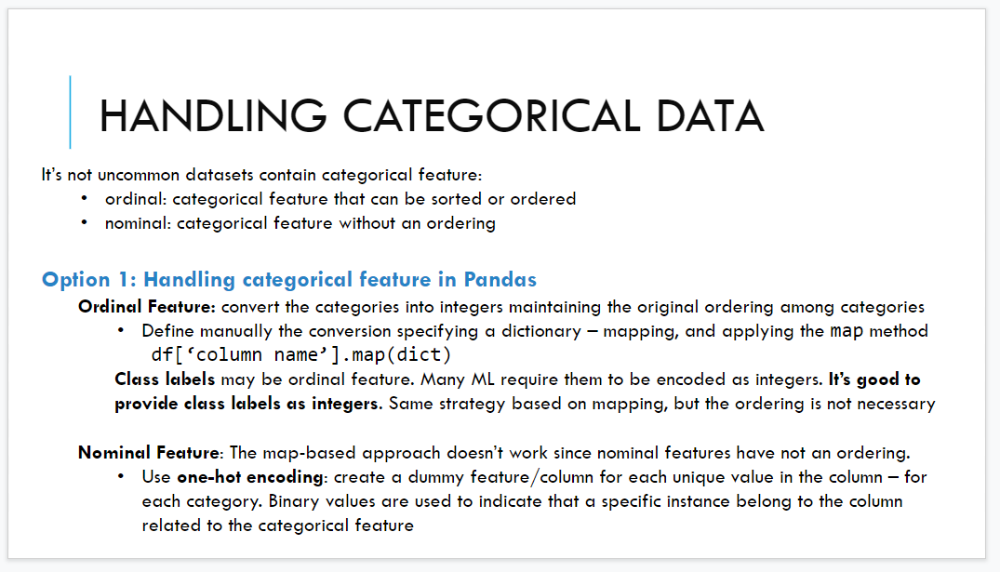 HANDLING CATEGORICAL DATA
It's not uncommon datasets contain categorical feature:
• ordinal: categorical feature that can be sorted or ordered
• nominal: categorical feature without an ordering
Option 1: Handling categorical feature in Pandas
Ordinal Feature: convert the categories into integers maintaining the original ordering among categories
• Define manually the conversion specifying a dictionary – mapping, and applying the map method
df[‘column name’].map(dict)
Class labels may be ordinal feature. Many ML require them to be encoded as integers. It's good to
provide class labels as integers. Same strategy based on mapping, but the ordering is not necessary
Nominal Feature: The map-based approach doesn't work since nominal features have not an ordering.
• Use one-hot encoding: create a dummy feature/column for each unique value in the column – for
each category. Binary values are used to indicate that a specific instance belong to the column
related to the categorical feature